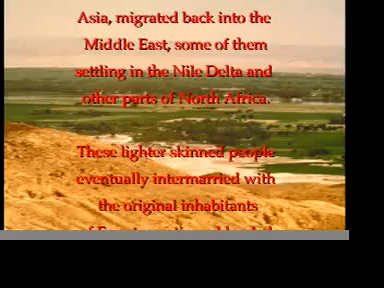 Asia, migrated back into the
Middle East, some of them
settling in the Nile Delta and
other parts of North Africa.
These lighter skinned people
eventually intermarried with
the original inhabitants
of